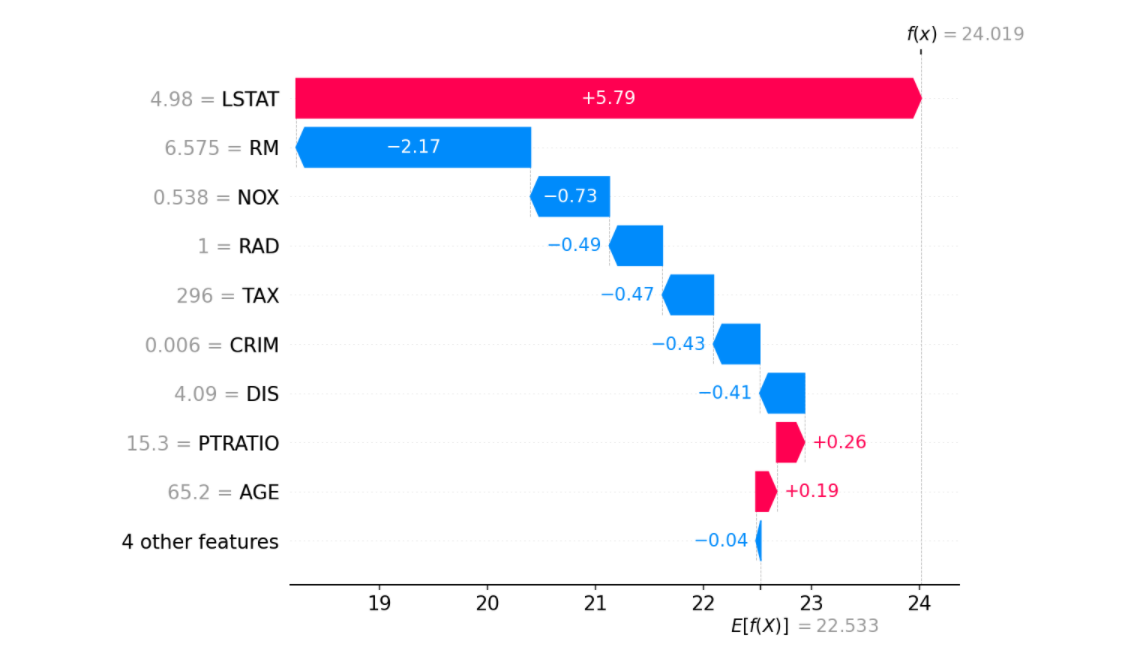 f(x) = 24.019
4.98 = LSTAT +5.79
6.575 = RM −2.17
0.538 = NOX −0.73
1 = RAD −0.49
296 = TAX −0.47
0.006 = CRIM −0.43
4.09 = DIS −0.41
15.3 = PTRATIO +0.26
65.2 = AGE +0.19
4 other features −0.04
19 20 21 22 23 24
E[f(X)] = 22.533